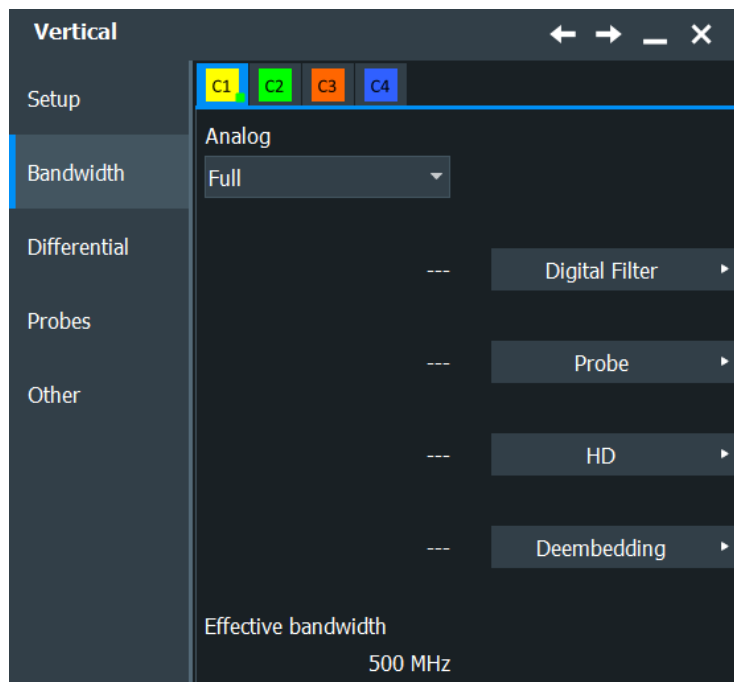 Vertical
Setup
C1 C2 C3 C4
Analog
Bandwidth
Full
Differential
--- Digital Filter
Probes
--- Probe
Other
--- HD
--- Deembedding
Effective bandwidth
500 MHz